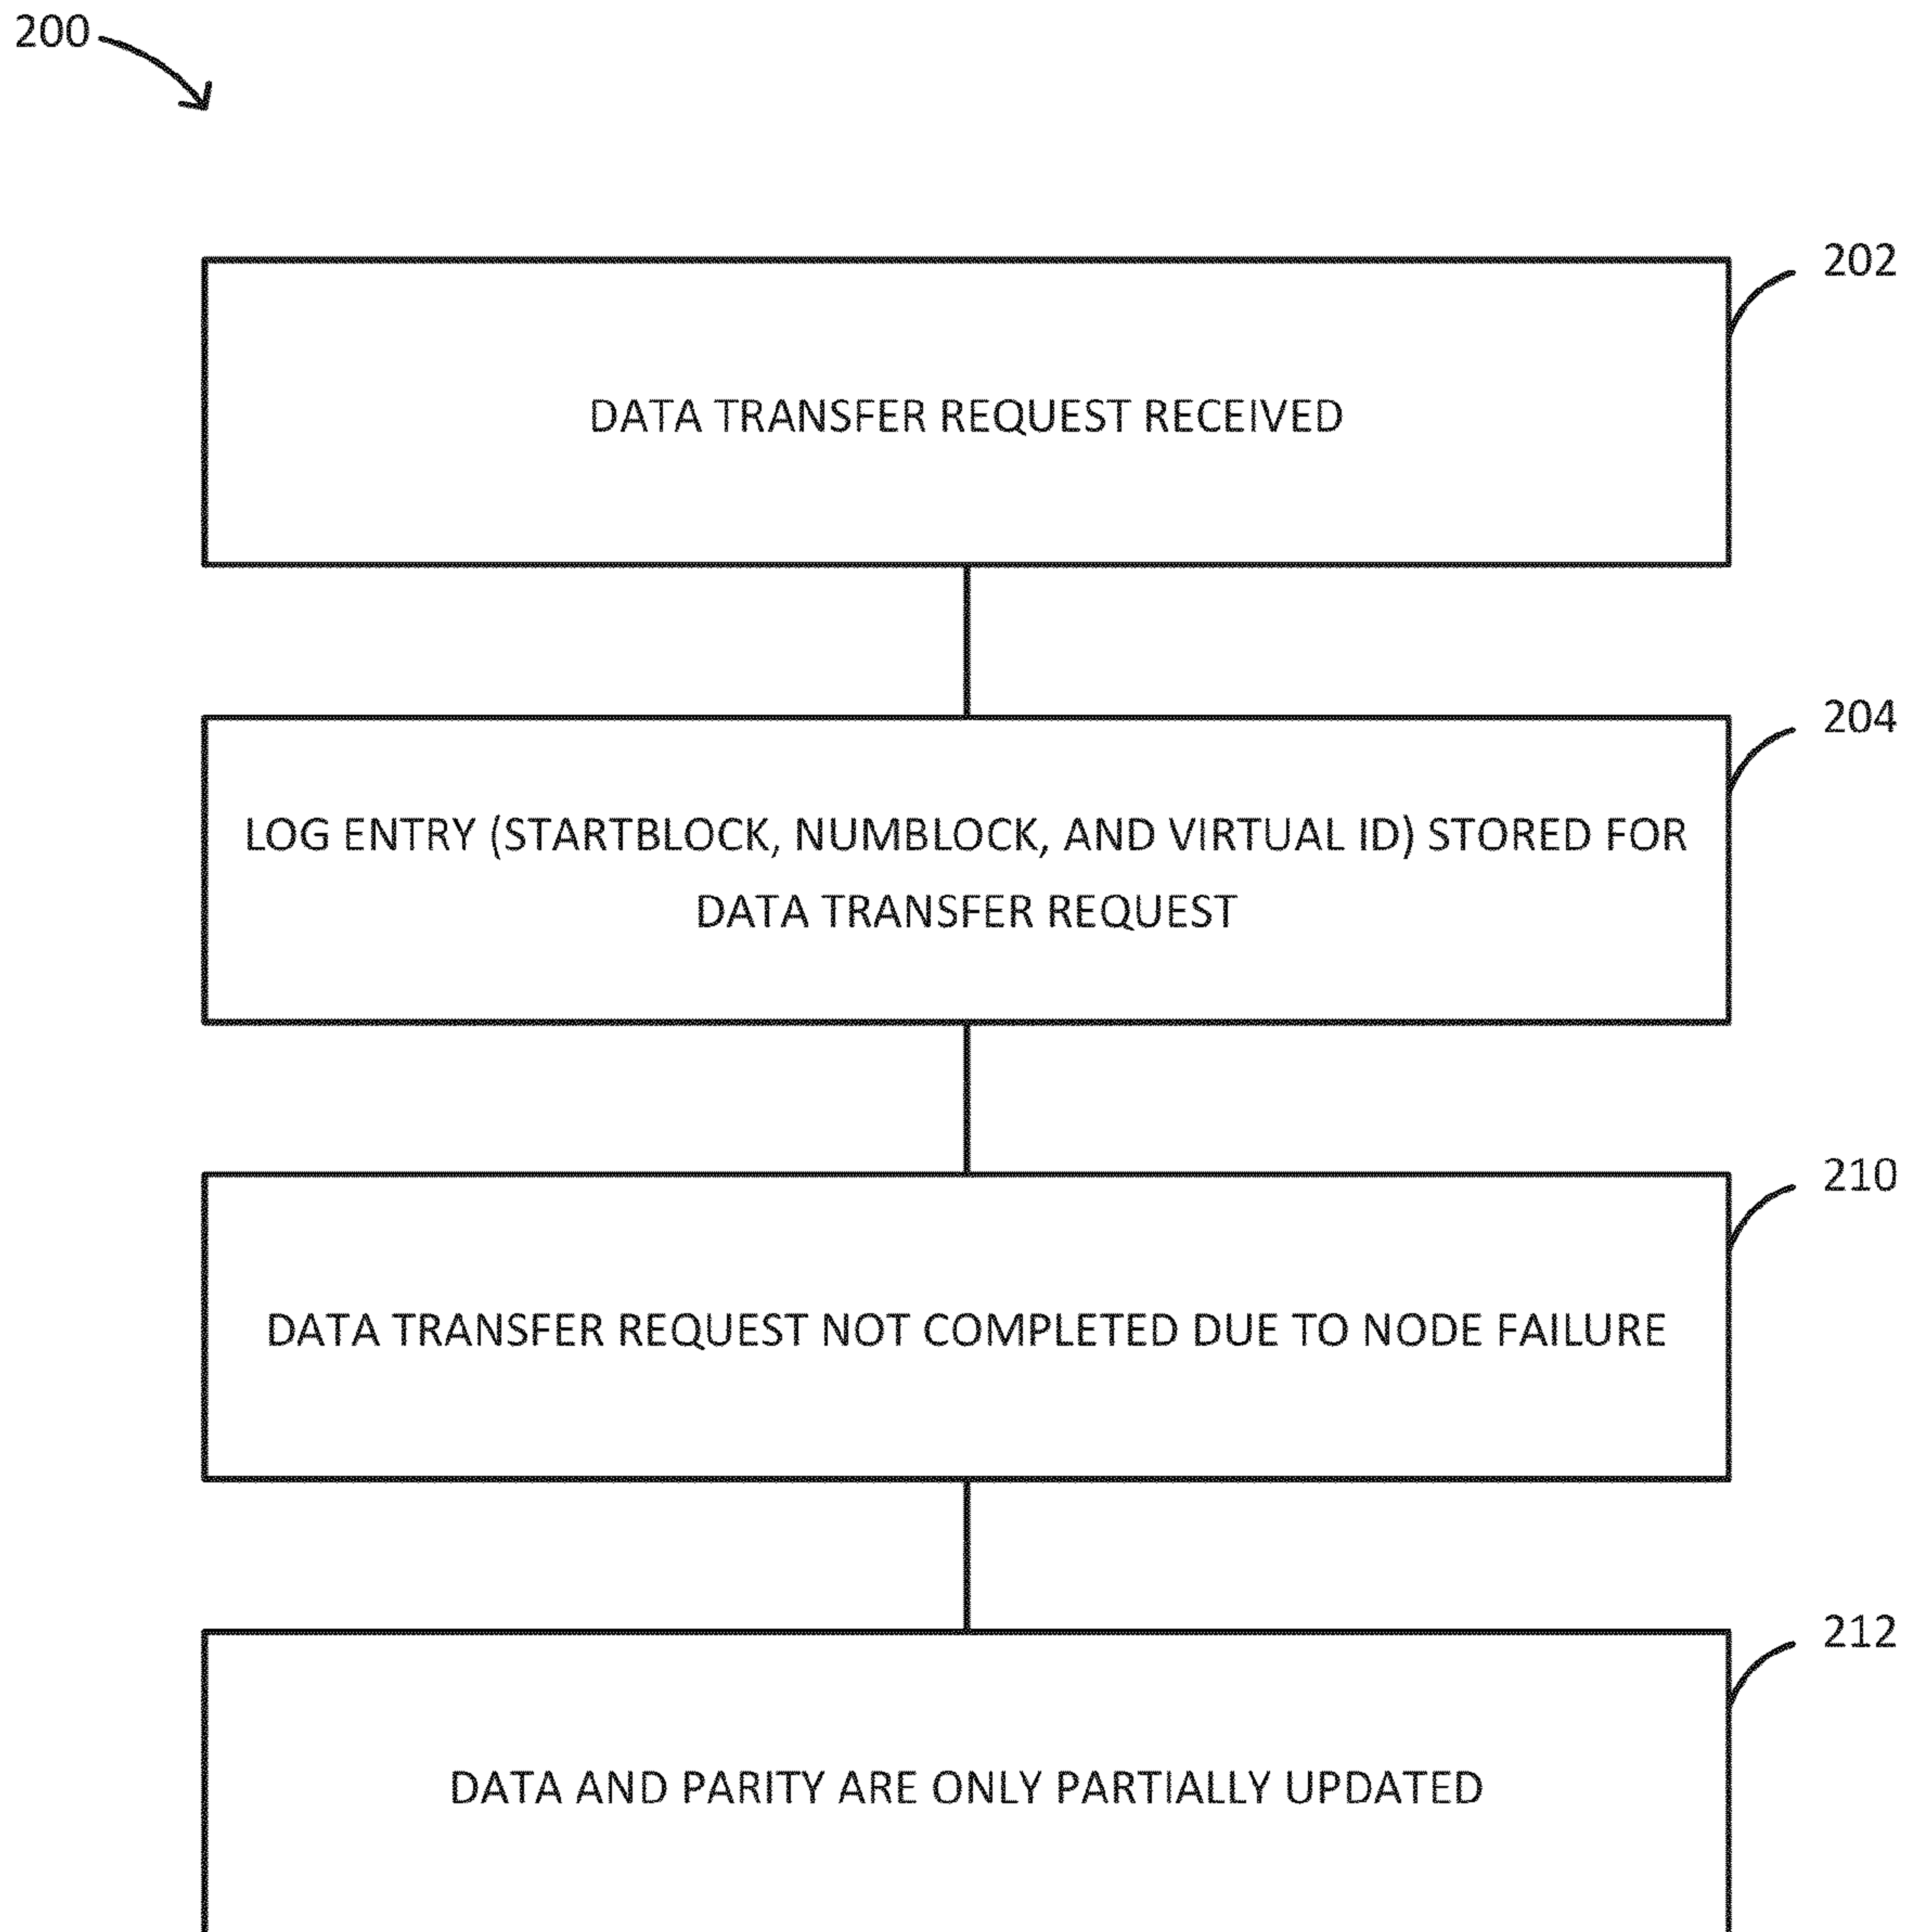 200
202
DATA TRANSFER REQUEST RECEIVED
204
LOG ENTRY (STARTBLOCK, NUMBLOCK, AND VIRTUAL ID) STORED FOR
DATA TRANSFER REQUEST
210
DATA TRANSFER REQUEST NOT COMPLETED DUE TO NODE FAILURE
212
DATA AND PARITY ARE ONLY PARTIALLY UPDATED